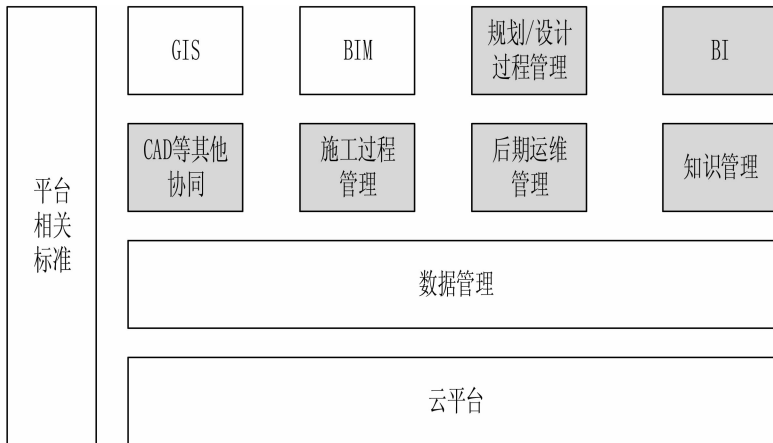 GIS
BIM
规划/设计
过程管理
BI
CAD等其他
协同
施工过程
管理
后期运维
管理
知识管理
平台
相关
标准
数据管理
云平台